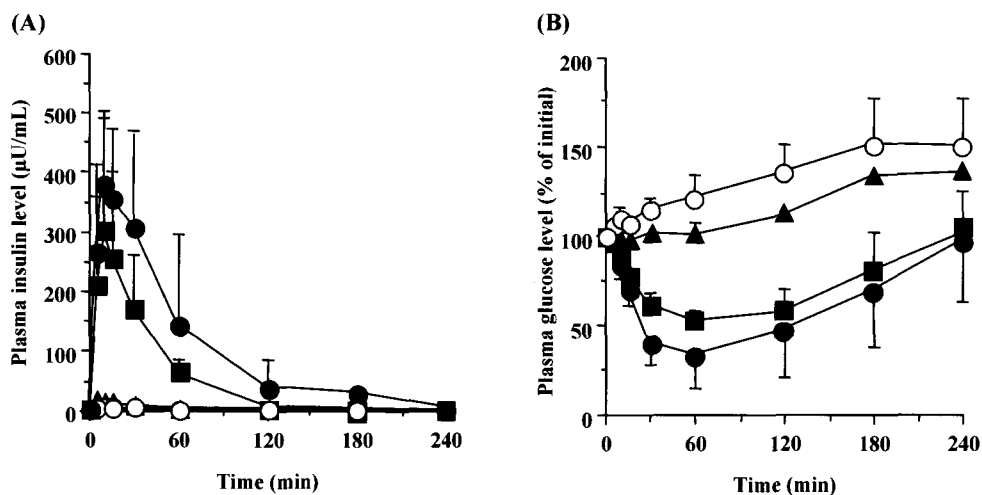 (A)
Plasma insulin level (μU/mL)
600
500
400
300
200
100
0
0 60 120 180 240
Time (min)
(B)
Plasma glucose level (% of initial)
200
150
100
50
0
0 60 120 180 240
Time (min)